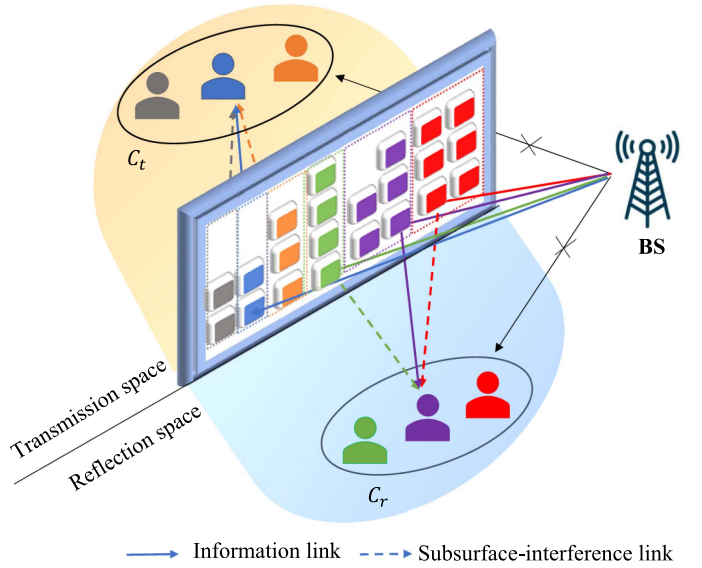 C_t
BS
Transmission space
Reflection space
C_r
Information link
Subsurface-interference link